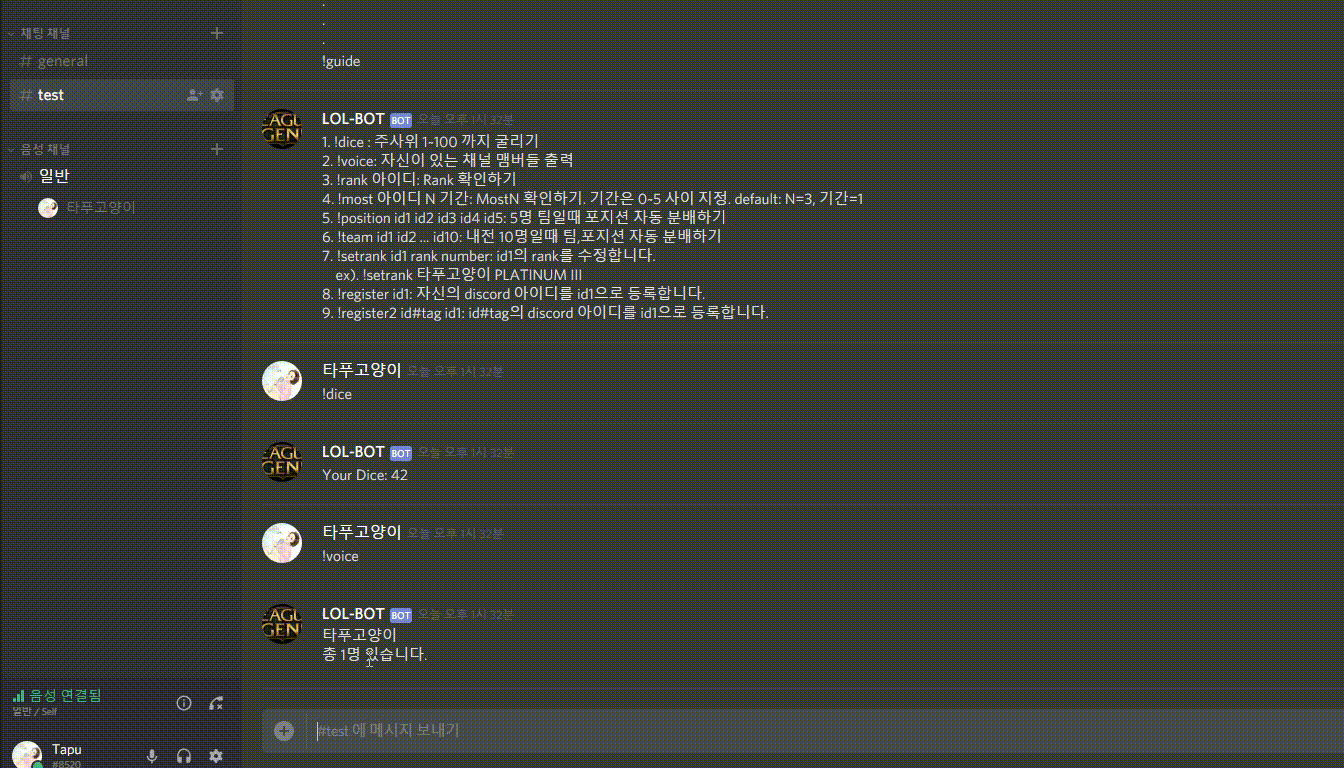 채팅 채널
# general
# test
음성 채널
일반
타푸고양이
음성 연결됨
일반 / Self
Tapu
#8520
.
.
.
!guide
LOL-BOT BOT 오늘 오후 1시 32분
1. !dice : 주사위 1~100 까지 굴리기
2. !voice: 자신이 있는 채널 맴버들 출력
3. !rank 아이디: Rank 확인하기
4. !most 아이디 N 기간: MostN 확인하기. 기간은 0~5 사이 지정. default: N=3, 기간=1
5. !position id1 id2 id3 id4 id5: 5명 팀일때 포지션 자동 분배하기
6. !team id1 id2 ... id10: 내전 10명일때 팀,포지션 자동 분배하기
7. !setrank id1 rank number: id1의 rank를 수정합니다.
ex). !setrank 타푸고양이 PLATINUM III
8. !register id1: 자신의 discord 아이디를 id1으로 등록합니다.
9. !register2 id#tag id1: id#tag의 discord 아이디를 id1으로 등록합니다.
타푸고양이 오늘 오후 1시 32분
!dice
LOL-BOT BOT 오늘 오후 1시 32분
Your Dice: 42
타푸고양이 오늘 오후 1시 32분
!voice
LOL-BOT BOT 오늘 오후 1시 32분
타푸고양이
총 1명 있습니다.
#test 에 메시지 보내기